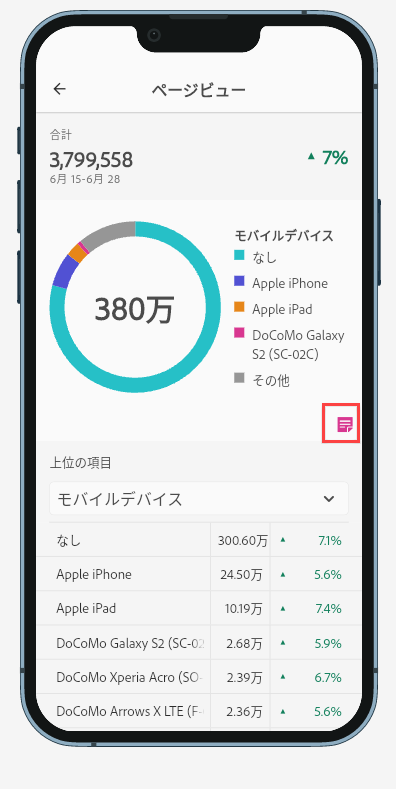 ページビュー
合計
3,799,558
7%
6月 15-6月 28
380万
モバイルデバイス
なし
Apple iPhone
Apple iPad
DoCoMo Galaxy
S2 (SC-02C)
その他
上位の項目
モバイルデバイス
なし 300.60万 7.1%
Apple iPhone 24.50万 5.6%
Apple iPad 10.19万 7.4%
DoCoMo Galaxy S2 (SC-02 2.68万 5.9%
DoCoMo Xperia Acro (SO- 2.39万 6.7%
DoCoMo Arrows X LTE (F- 2.36万 5.6%